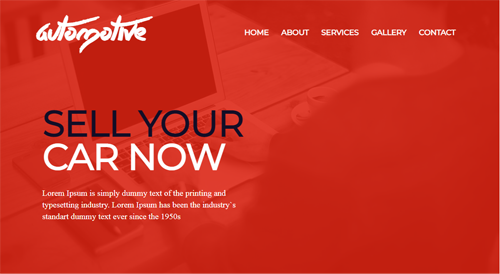 automotive
HOME ABOUT SERVICES GALLERY CONTACT
SELL YOUR
CAR NOW
Lorem Ipsum is simply dummy text of the printing and
typesetting industry. Lorem Ipsum has been the industry`s
standart dummy text ever since the 1950s